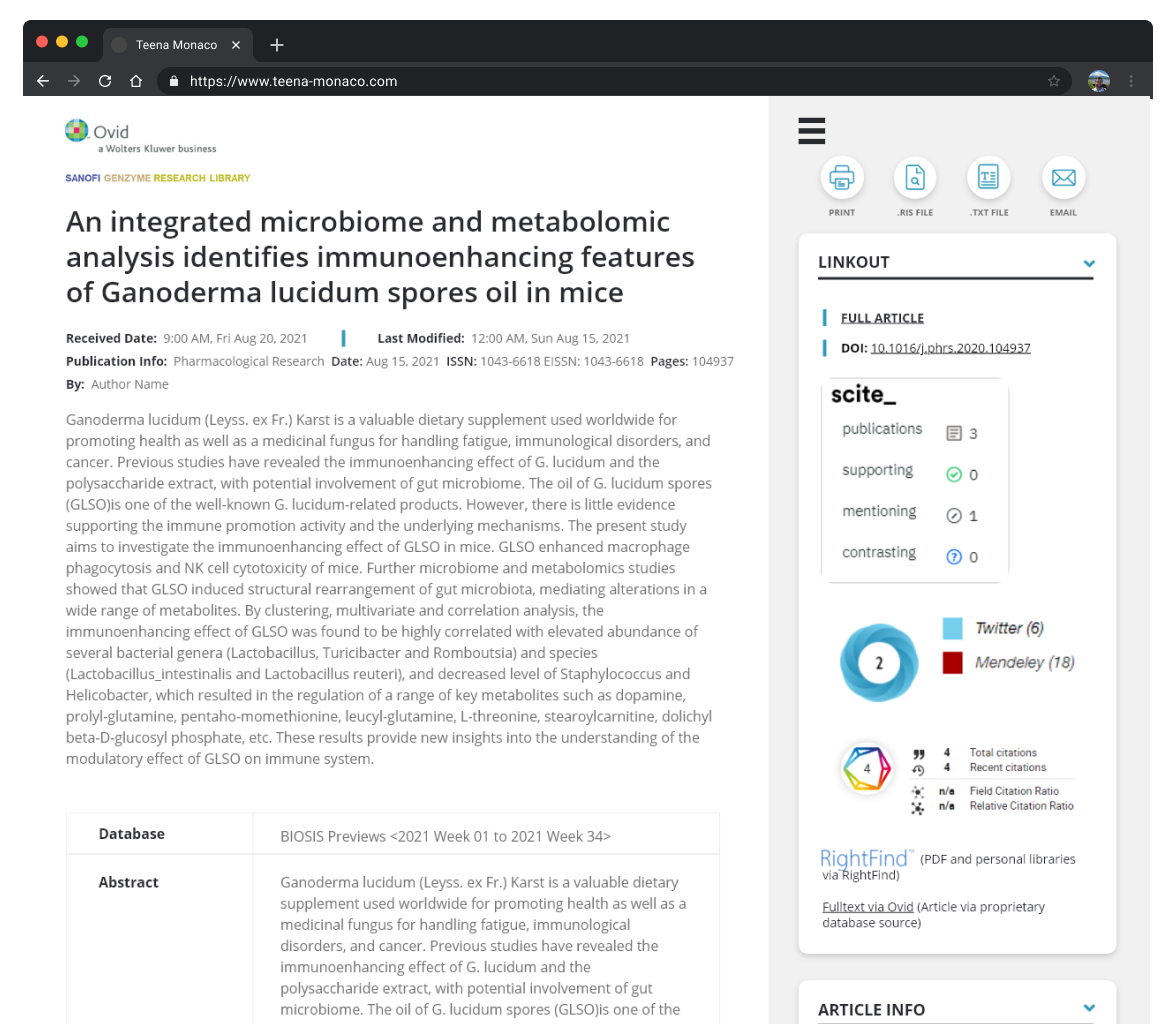 Teena Monaco
https://www.teena-monaco.com
Ovid
a Wolters Kluwer business
SANOFI GENZYME RESEARCH LIBRARY
An integrated microbiome and metabolomic
analysis identifies immunoenhancing features
of Ganoderma lucidum spores oil in mice
Received Date: 9:00 AM, Fri Aug 20, 2021 Last Modified: 12:00 AM, Sun Aug 15, 2021
Publication Info: Pharmacological Research Date: Aug 15, 2021 ISSN: 1043-6618 EISSN: 1043-6618 Pages: 104937
By: Author Name
Ganoderma lucidum (Leyss. ex Fr.) Karst is a valuable dietary supplement used worldwide for
promoting health as well as a medicinal fungus for handling fatigue, immunological disorders, and
cancer. Previous studies have revealed the immunoenhancing effect of G. lucidum and the
polysaccharide extract, with potential involvement of gut microbiome. The oil of G. lucidum spores
(GLSO)is one of the well-known G. lucidum-related products. However, there is little evidence
supporting the immune promotion activity and the underlying mechanisms. The present study
aims to investigate the immunoenhancing effect of GLSO in mice. GLSO enhanced macrophage
phagocytosis and NK cell cytotoxicity of mice. Further microbiome and metabolomics studies
showed that GLSO induced structural rearrangement of gut microbiota, mediating alterations in a
wide range of metabolites. By clustering, multivariate and correlation analysis, the
immunoenhancing effect of GLSO was found to be highly correlated with elevated abundance of
several bacterial genera (Lactobacillus, Turicibacter and Romboutsia) and species
(Lactobacillus_intestinalis and Lactobacillus reuteri), and decreased level of Staphylococcus and
Helicobacter, which resulted in the regulation of a range of key metabolites such as dopamine,
prolyl-glutamine, pentaho-momethionine, leucyl-glutamine, L-threonine, stearoylcarnitine, dolichyl
beta-D-glucosyl phosphate, etc. These results provide new insights into the understanding of the
modulatory effect of GLSO on immune system.
Database BIOSIS Previews <2021 Week 01 to 2021 Week 34>
Abstract Ganoderma lucidum (Leyss. ex Fr.) Karst is a valuable dietary
supplement used worldwide for promoting health as well as a
medicinal fungus for handling fatigue, immunological
disorders, and cancer. Previous studies have revealed the
immunoenhancing effect of G. lucidum and the
polysaccharide extract, with potential involvement of gut
microbiome. The oil of G. lucidum spores (GLSO)is one of the
PRINT .RIS FILE .TXT FILE EMAIL
LINKOUT
FULL ARTICLE
DOI: 10.1016/j.phrs.2020.104937
scite_
publications 3
supporting 0
mentioning 1
contrasting 0
2
Twitter (6)
Mendeley (18)
4
4 Total citations
4 Recent citations
n/a Field Citation Ratio
n/a Relative Citation Ratio
RightFind™ (PDF and personal libraries
via RightFind)
Fulltext via Ovid (Article via proprietary
database source)
ARTICLE INFO